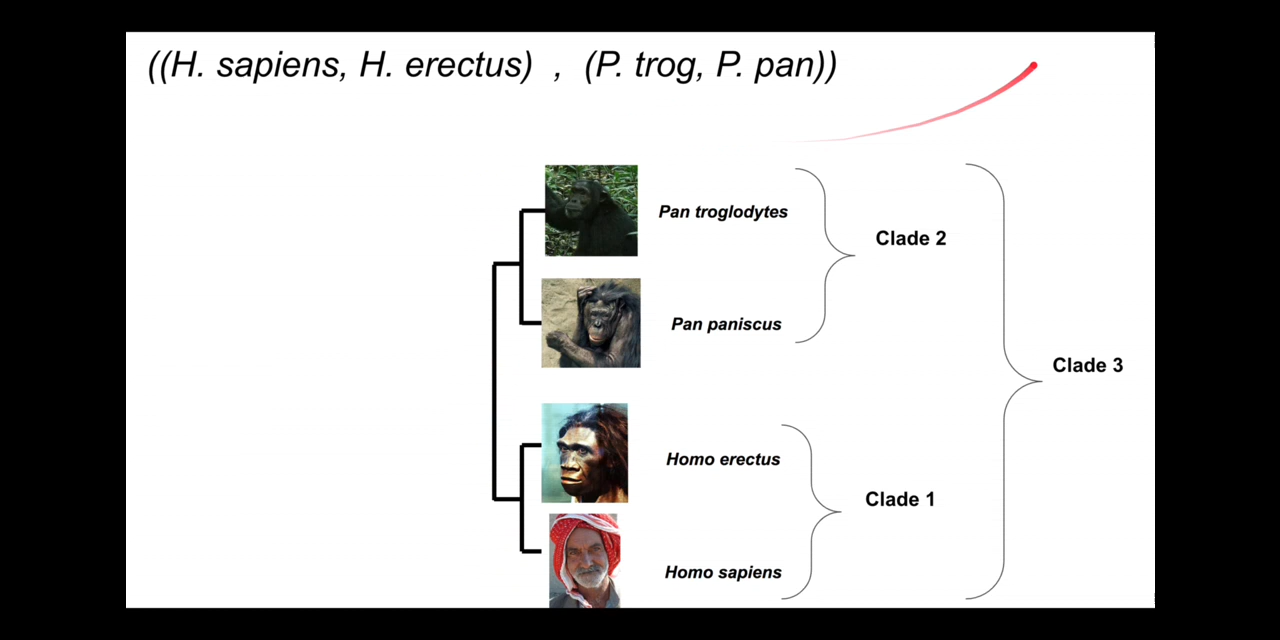 ((H. sapiens, H. erectus) , (P. trog, P. pan))
Pan troglodytes
Clade 2
Pan paniscus
Clade 3
Homo erectus
Clade 1
Homo sapiens